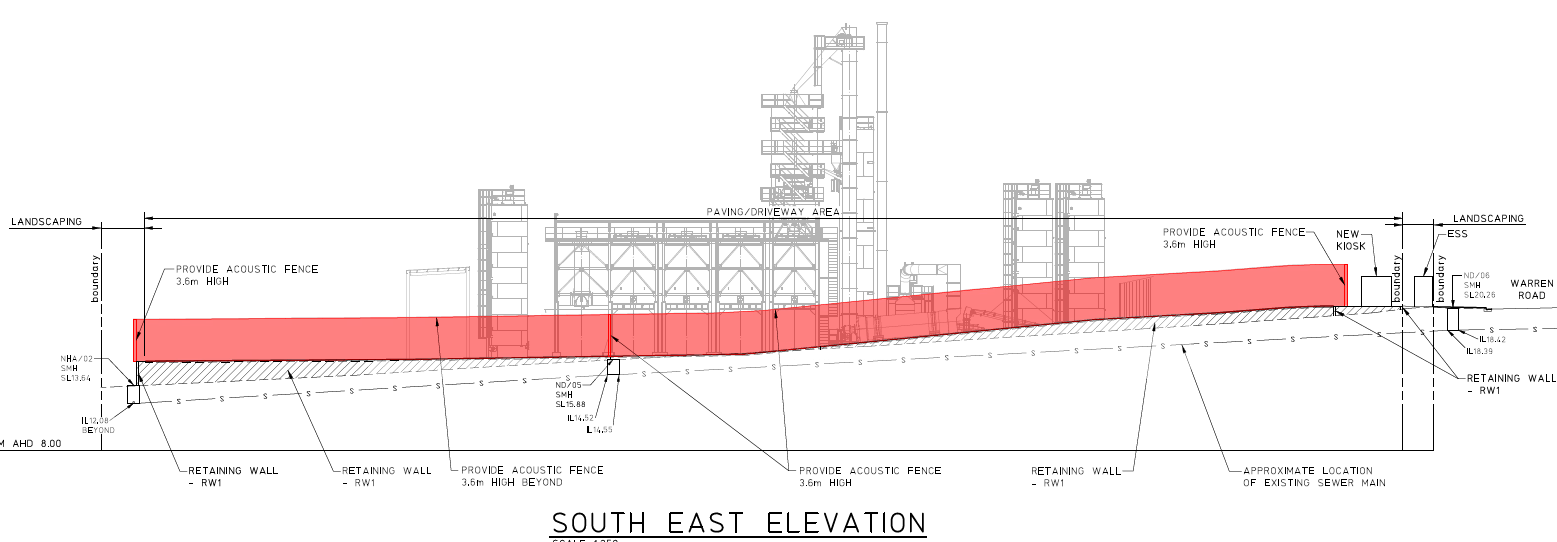 PAVING/DRIVEWAY AREA
LANDSCAPING
LANDSCAPING
PROVIDE ACOUSTIC FENCE
3.6m HIGH
NEW
KIOSK
ESS
boundary
PROVIDE ACOUSTIC FENCE
3.6m HIGH
boundary
boundary
ND/06
SMH
SL20.26
WARREN
ROAD
IL18.42
IL18.39
NHA/02
SMH
SL13.64
IL12.08
BEYOND
ND/05
SMH
SL15.88
IL14.52
IL14.55
RETAINING WALL
- RW1
M AHD 8.00
RETAINING WALL
- RW1
RETAINING WALL
- RW1
PROVIDE ACOUSTIC FENCE
3.6m HIGH BEYOND
PROVIDE ACOUSTIC FENCE
3.6m HIGH
RETAINING WALL
- RW1
APPROXIMATE LOCATION
OF EXISTING SEWER MAIN
S S S S S S S S S S S S S S S S S S S S S S S S S S S S S S
SOUTH EAST ELEVATION